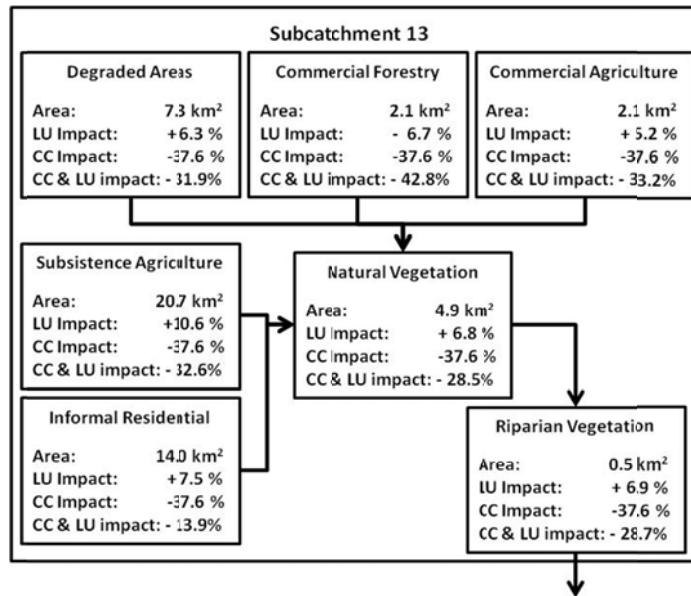 Subcatchment 13
Degraded Areas
Area: 7.3 km²
LU Impact: +6.3 %
CC Impact: -37.6 %
CC & LU impact: - 31.9%
Commercial Forestry
Area: 2.1 km²
LU Impact: - 6.7 %
CC Impact: -37.6 %
CC & LU impact: - 42.8%
Commercial Agriculture
Area: 2.1 km²
LU Impact: + 5.2 %
CC Impact: -37.6 %
CC & LU impact: - 33.2%
Subsistence Agriculture
Area: 20.7 km²
LU Impact: +10.6 %
CC Impact: -37.6 %
CC & LU impact: - 32.6%
Natural Vegetation
Area: 4.9 km²
LU Impact: + 6.8 %
CC Impact: -37.6 %
CC & LU impact: - 28.5%
Informal Residential
Area: 14.0 km²
LU Impact: +7.5 %
CC Impact: -37.6 %
CC & LU impact: - 13.9%
Riparian Vegetation
Area: 0.5 km²
LU Impact: + 6.9 %
CC Impact: -37.6 %
CC & LU impact: - 28.7%